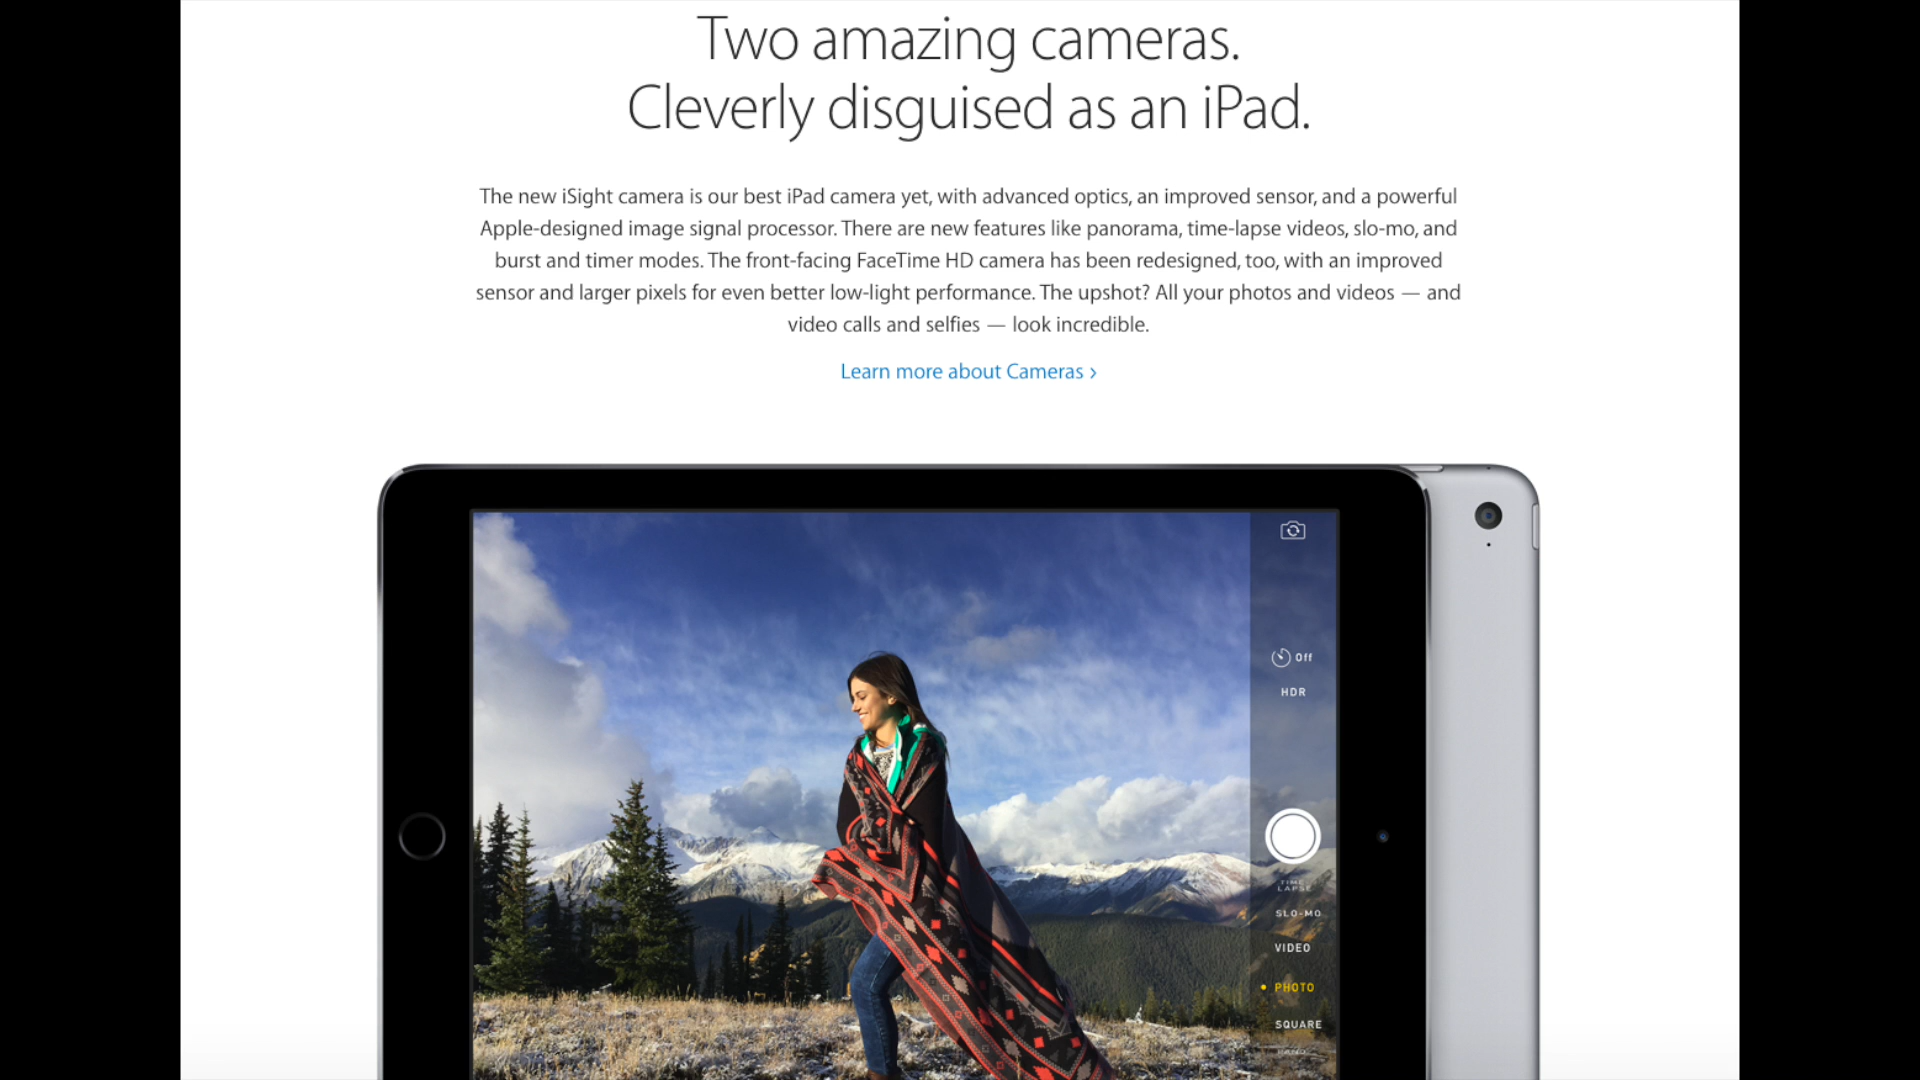 Two amazing cameras.
Cleverly disguised as an iPad.
The new iSight camera is our best iPad camera yet, with advanced optics, an improved sensor, and a powerful
Apple-designed image signal processor. There are new features like panorama, time-lapse videos, slo-mo, and
burst and timer modes. The front-facing FaceTime HD camera has been redesigned, too, with an improved
sensor and larger pixels for even better low-light performance. The upshot? All your photos and videos — and
video calls and selfies — look incredible.
Learn more about Cameras ›
Off
HDR
TIME
LAPSE
SLO-MO
VIDEO
PHOTO
SQUARE